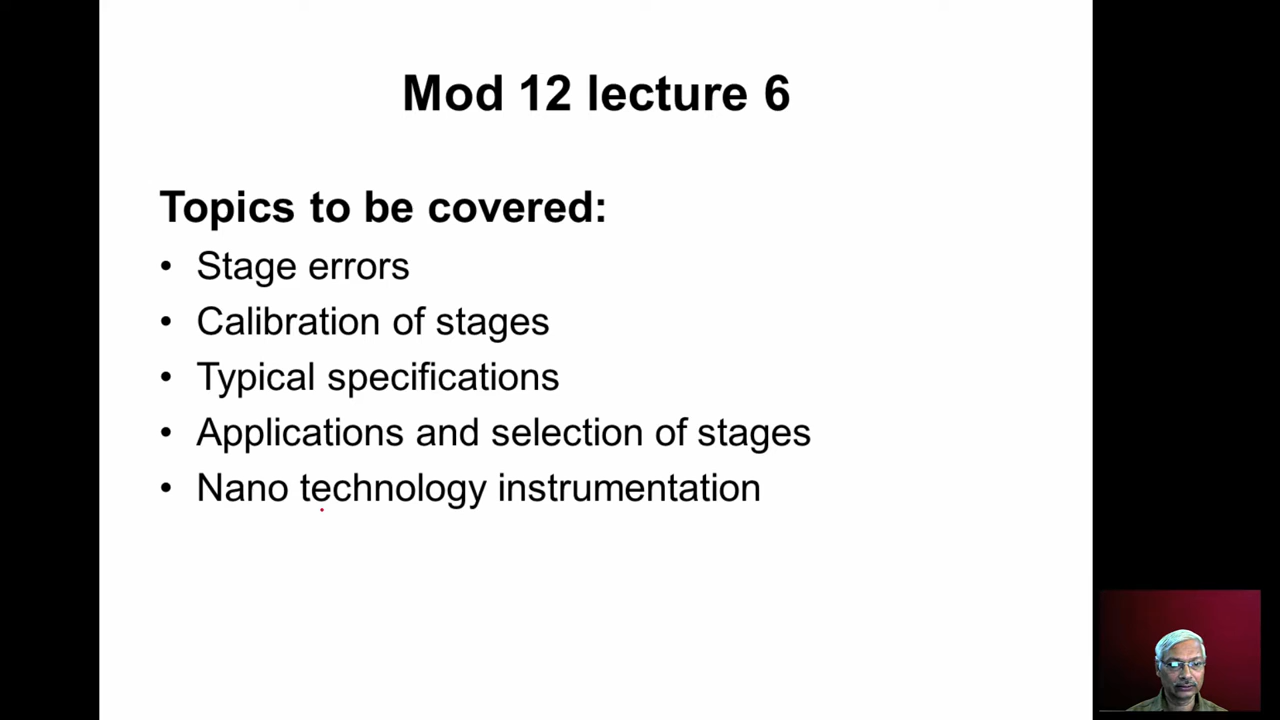 Mod 12 lecture 6
Topics to be covered:
• Stage errors
• Calibration of stages
• Typical specifications
• Applications and selection of stages
• Nano technology instrumentation